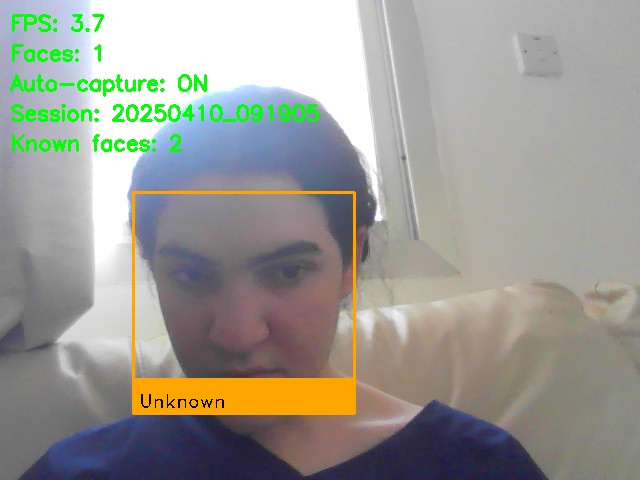 FPS: 3.7
Faces: 1
Auto-capture: ON
Session: 20250410_091905
Known faces: 2
Unknown